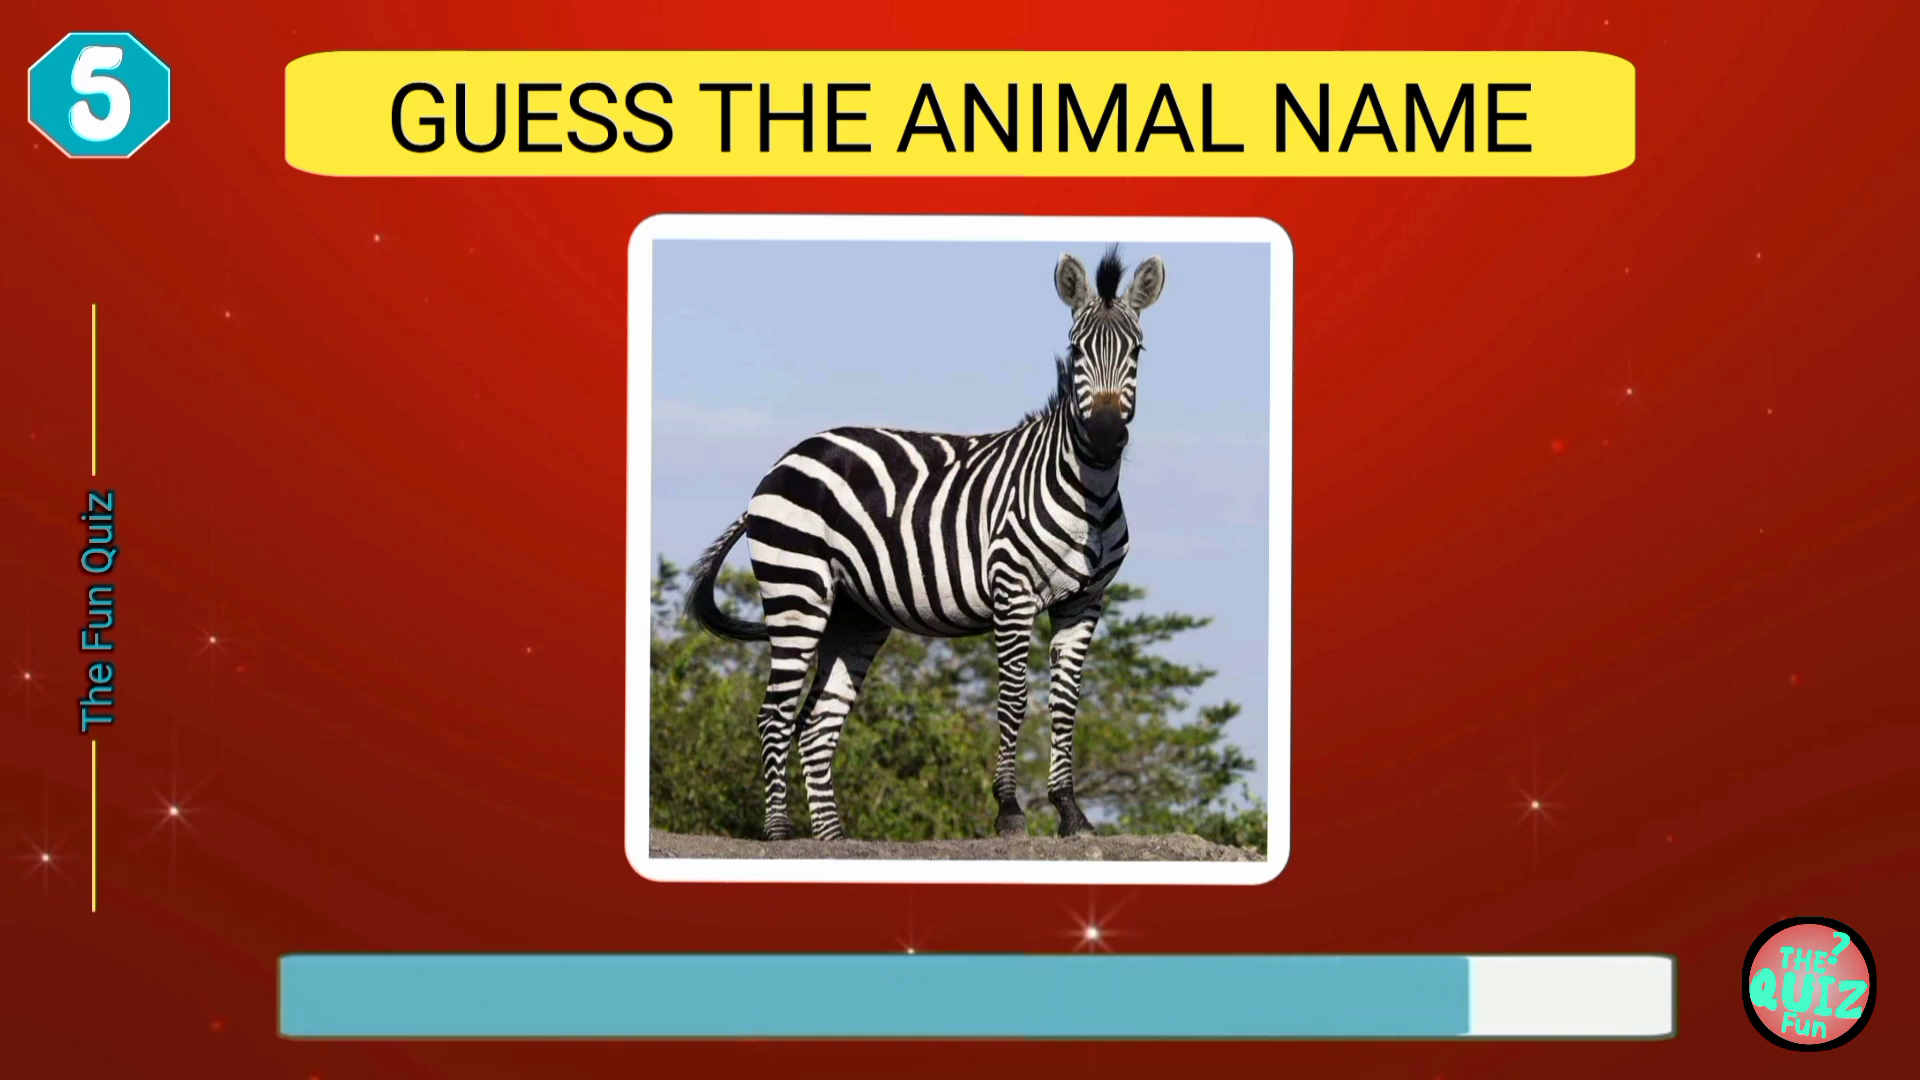 5
GUESS THE ANIMAL NAME
The Fun Quiz
THE?
QUIZ
Fun